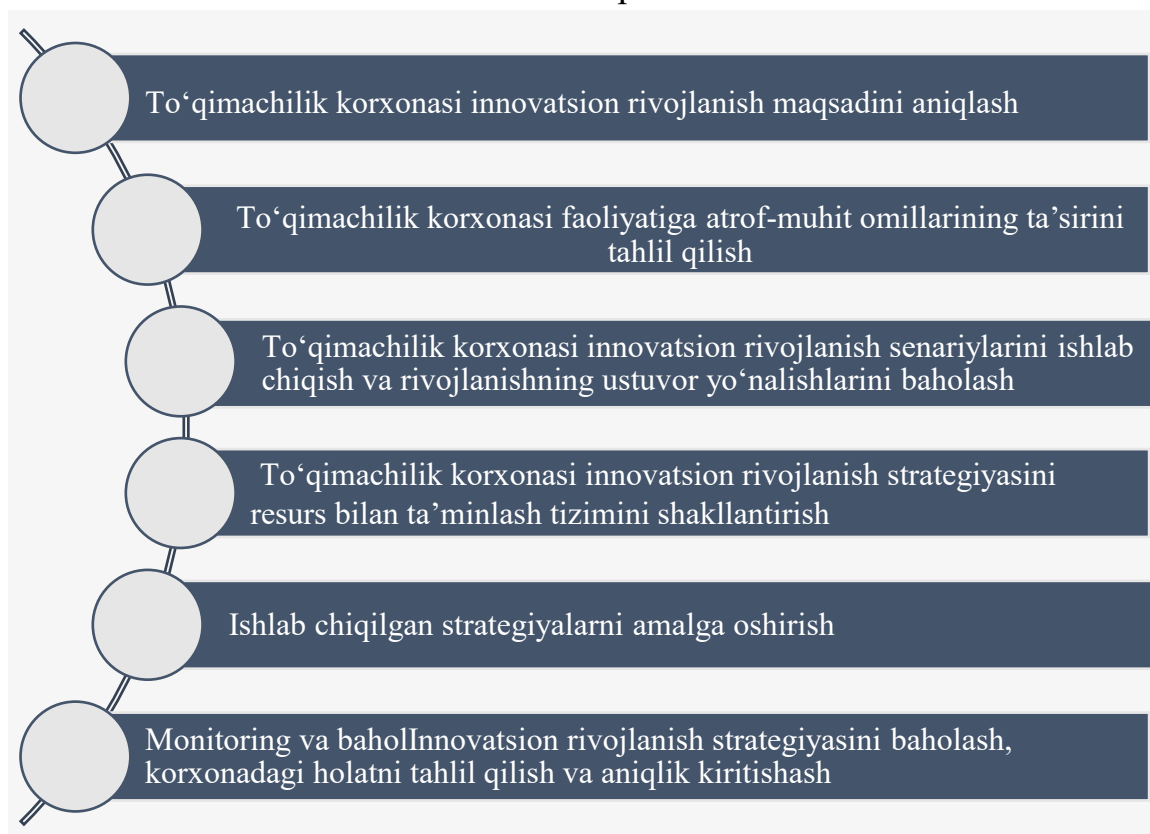 To‘qimachilik korxonasi innovatsion rivojlanish maqsadini aniqlash
To‘qimachilik korxonasi faoliyatiga atrof-muhit omillarining ta’sirini
tahlil qilish
To‘qimachilik korxonasi innovatsion rivojlanish senariylarini ishlab
chiqish va rivojlanishning ustuvor yo‘nalishlarini baholash
To‘qimachilik korxonasi innovatsion rivojlanish strategiyasini
resurs bilan ta’minlash tizimini shakllantirish
Ishlab chiqilgan strategiyalarni amalga oshirish
Monitoring va baholInnovatsion rivojlanish strategiyasini baholash,
korxonadagi holatni tahlil qilish va aniqlik kiritishash